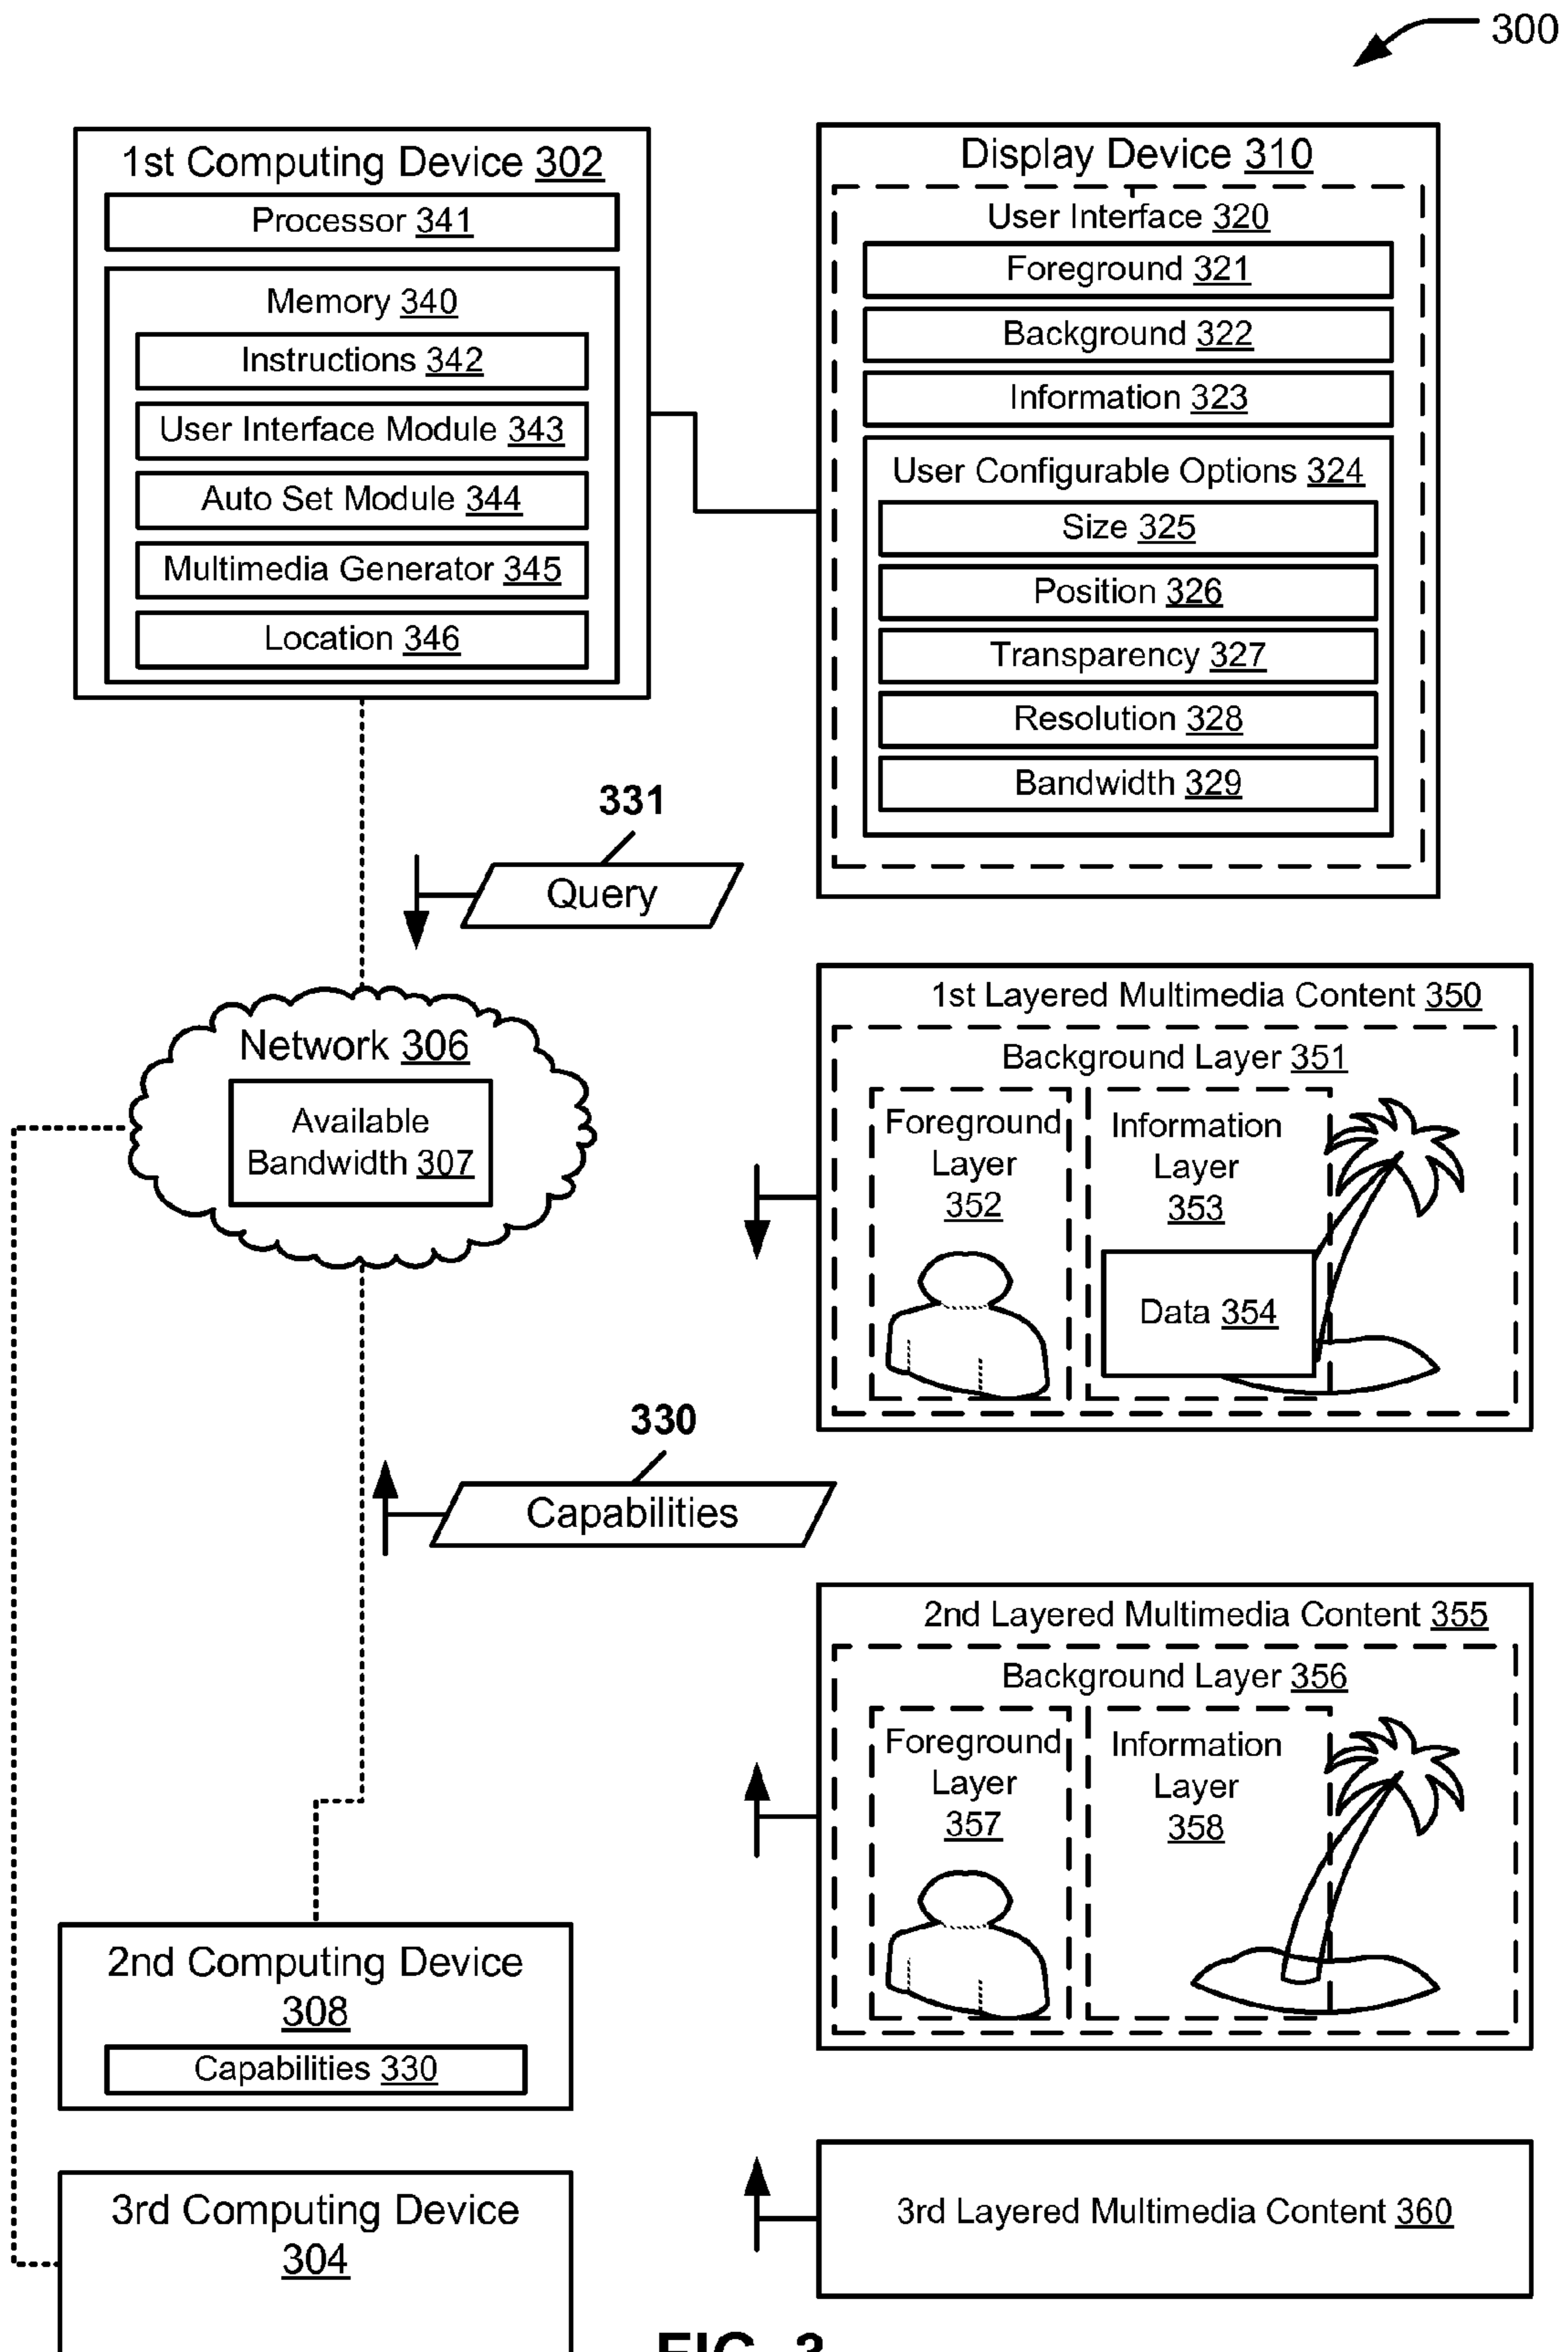 300
1st Computing Device 302
Processor 341
Memory 340
Instructions 342
User Interface Module 343
Auto Set Module 344
Multimedia Generator 345
Location 346
Display Device 310
User Interface 320
Foreground 321
Background 322
Information 323
User Configurable Options 324
Size 325
Position 326
Transparency 327
Resolution 328
Bandwidth 329
331
Query
Network 306
Available
Bandwidth 307
1st Layered Multimedia Content 350
Background Layer 351
Foreground
Layer
352
Information
Layer
353
Data 354
330
Capabilities
2nd Layered Multimedia Content 355
Background Layer 356
Foreground
Layer
357
Information
Layer
358
2nd Computing Device
308
Capabilities 330
3rd Computing Device
304
3rd Layered Multimedia Content 360
FIG. 3